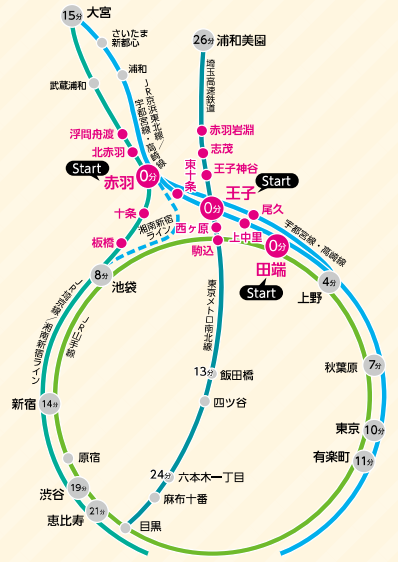 15分
大宮
さいたま
新都心
浦和
武蔵浦和
26分
浦和美園
埼玉高速鉄道
JR京浜東北線／
宇都宮線・高崎線
浮間舟渡
北赤羽
Start
赤羽
0分
赤羽岩淵
志茂
王子神谷
東十条
王子
Start
0分
十条
湘南新宿
ライン
西ヶ原
尾久
上中里
宇都宮線・高崎線
板橋
駒込
0分
田端
Start
8分
池袋
4分
上野
JR埼京線／湘南新宿ライン
JR山手線
東京メトロ南北線
秋葉原
7分
13分
飯田橋
新宿
14分
四ツ谷
東京
10分
有楽町
11分
原宿
渋谷
19分
24分
六本木一丁目
麻布十番
恵比寿
21分
目黒